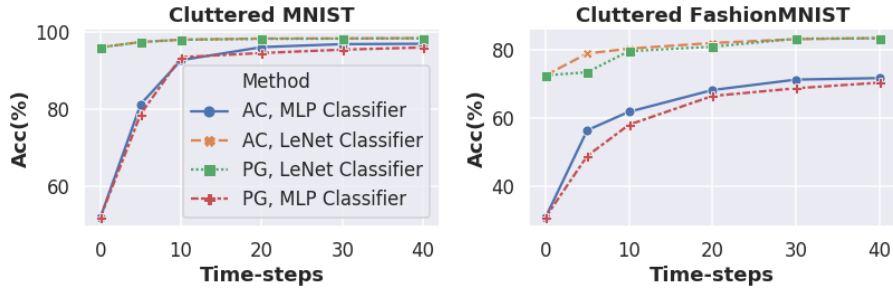 Cluttered MNIST
Acc(%)
100
80
60
Method
AC, MLP Classifier
AC, LeNet Classifier
PG, LeNet Classifier
PG, MLP Classifier
0 10 20 30 40
Time-steps
Cluttered FashionMNIST
Acc(%)
80
60
40
0 10 20 30 40
Time-steps